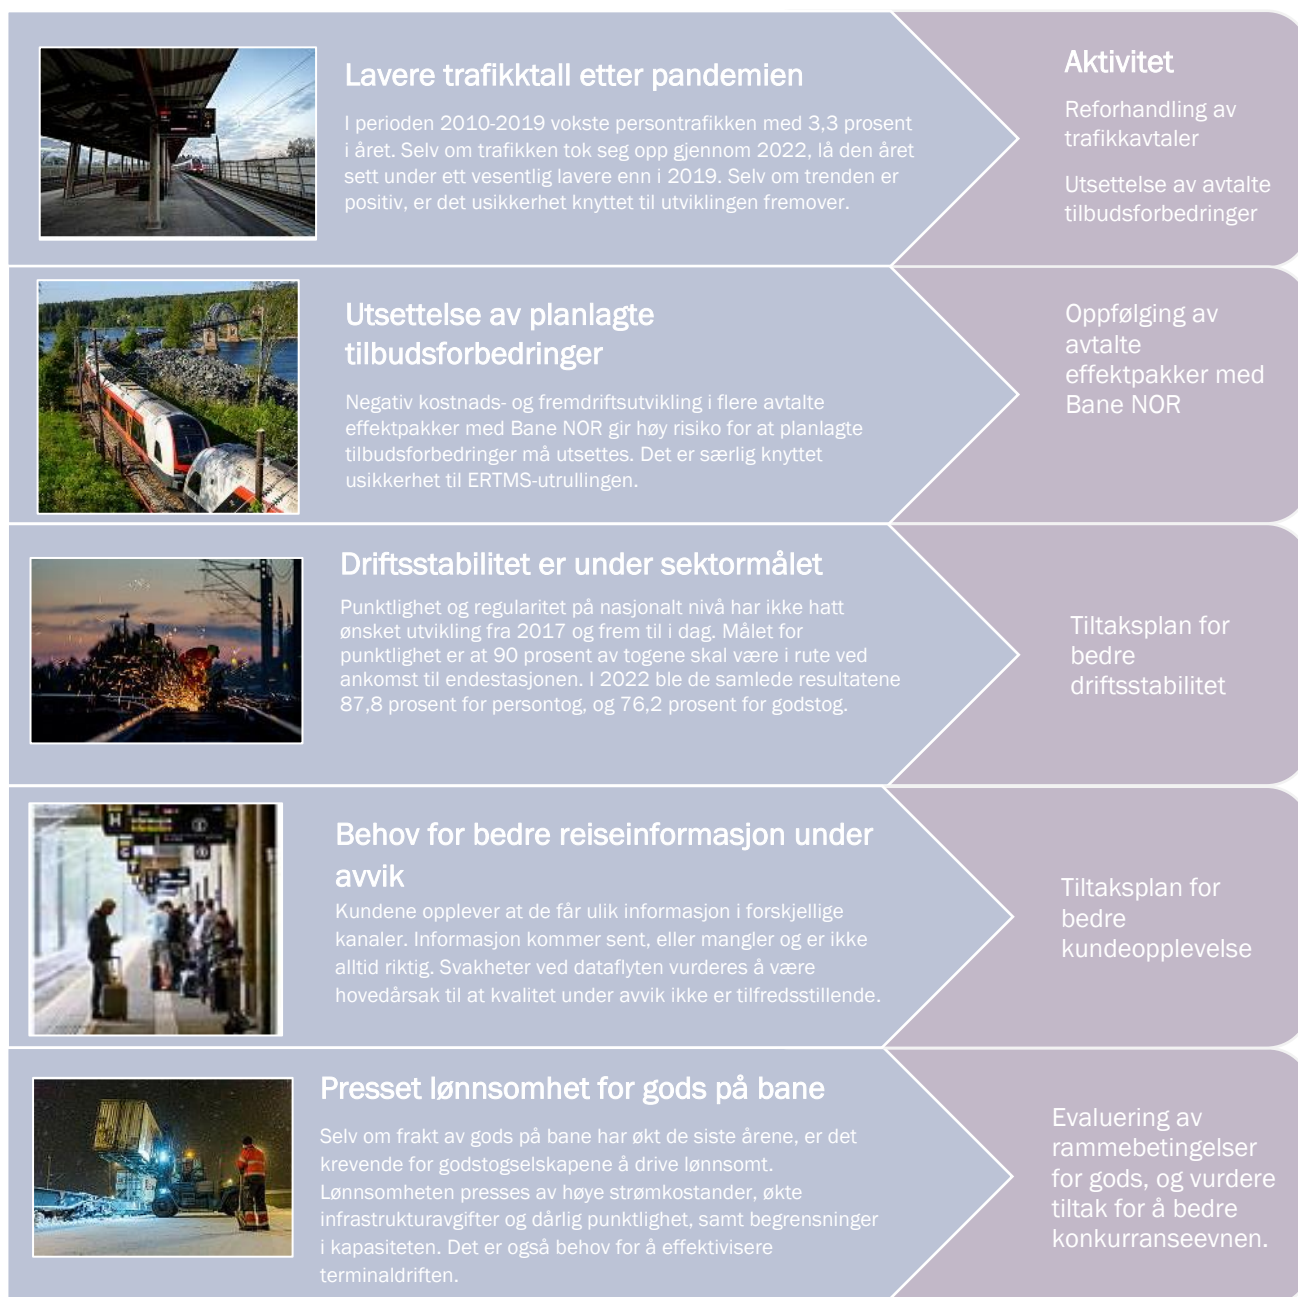 Lavere trafikktall etter pandemien
I perioden 2010-2019 vokste persontrafikken med 3,3 prosent
i året. Selv om trafikken tok seg opp gjennom 2022, lå den året
sett under ett vesentlig lavere enn i 2019. Selv om trenden er
positiv, er det usikkerhet knyttet til utviklingen fremover.
Aktivitet
Reforhandling av
trafikkavtaler
Utsettelse av avtalte
tilbudsforbedringer
Utsettelse av planlagte
tilbudsforbedringer
Negativ kostnads- og fremdriftsutvikling i flere avtalte
effektpakker med Bane NOR gir høy risiko for at planlagte
tilbudsforbedringer må utsettes. Det er særlig knyttet
usikkerhet til ERTMS-utrullingen.
Oppfølging av
avtalte
effektpakker med
Bane NOR
Driftsstabilitet er under sektormålet
Punktlighet og regularitet på nasjonalt nivå har ikke hatt
ønsket utvikling fra 2017 og frem til i dag. Målet for
punktlighet er at 90 prosent av togene skal være i rute ved
ankomst til endestasjonen. I 2022 ble de samlede resultatene
87,8 prosent for persontog, og 76,2 prosent for godstog.
Tiltaksplan for
bedre
driftsstabilitet
Behov for bedre reiseinformasjon under
avvik
Kundene opplever at de får ulik informasjon i forskjellige
kanaler. Informasjon kommer sent, eller mangler og er ikke
alltid riktig. Svakheter ved dataflyten vurderes å være
hovedårsak til at kvalitet under avvik ikke er tilfredsstillende.
Tiltaksplan for
bedre
kundeopplevelse
Presset lønnsomhet for gods på bane
Selv om frakt av gods på bane har økt de siste årene, er det
krevende for godstogselskapene å drive lønnsomt.
Lønnsomheten presses av høye strømkostander, økte
infrastrukturavgifter og dårlig punktlighet, samt begrensninger
i kapasiteten. Det er også behov for å effektivisere
terminaldriften.
Evaluering av
rammebetingelser
for gods, og vurdere
tiltak for å bedre
konkurranseevnen.